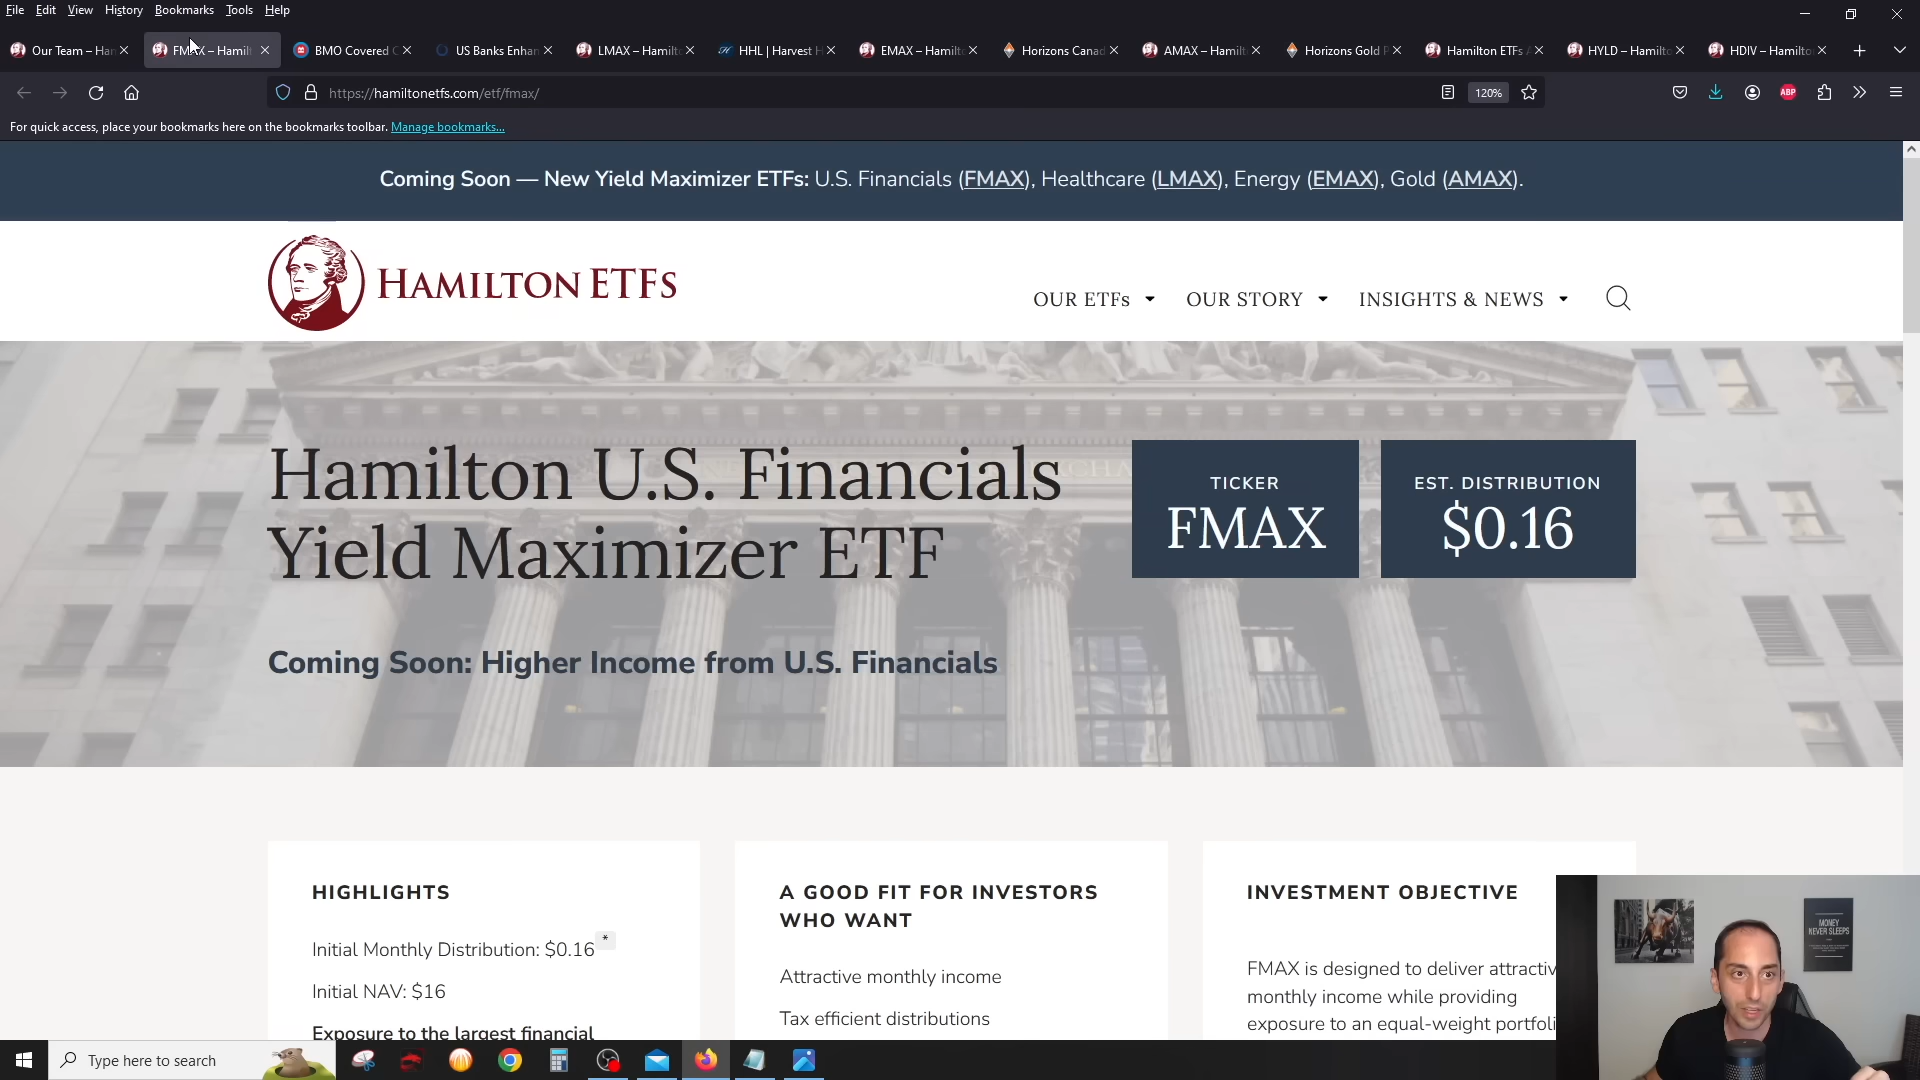 File Edit View History Bookmarks Tools Help
Our Team – Ham
FMAX – Hamilt
BMO Covered C
US Banks Enhan
LMAX – Hamilto
HHL | Harvest H
EMAX – Hamilto
Horizons Canad
AMAX – Hamilt
Horizons Gold P
Hamilton ETFs A
HYLD – Hamilto
HDIV – Hamilto
https://hamiltonetfs.com/etf/fmax/
120%
ABP
For quick access, place your bookmarks here on the bookmarks toolbar. Manage bookmarks...
Coming Soon — New Yield Maximizer ETFs: U.S. Financials (FMAX), Healthcare (LMAX), Energy (EMAX), Gold (AMAX).
HAMILTON ETFs
OUR ETFs
OUR STORY
INSIGHTS & NEWS
Hamilton U.S. Financials
Yield Maximizer ETF
TICKER
FMAX
EST. DISTRIBUTION
$0.16
Coming Soon: Higher Income from U.S. Financials
HIGHLIGHTS
Initial Monthly Distribution: $0.16*
Initial NAV: $16
Exposure to the largest financial
A GOOD FIT FOR INVESTORS
WHO WANT
Attractive monthly income
Tax efficient distributions
INVESTMENT OBJECTIVE
FMAX is designed to deliver attractiv
monthly income while providing
exposure to an equal-weight portfoli
MONEY
NEVER SLEEPS
Type here to search